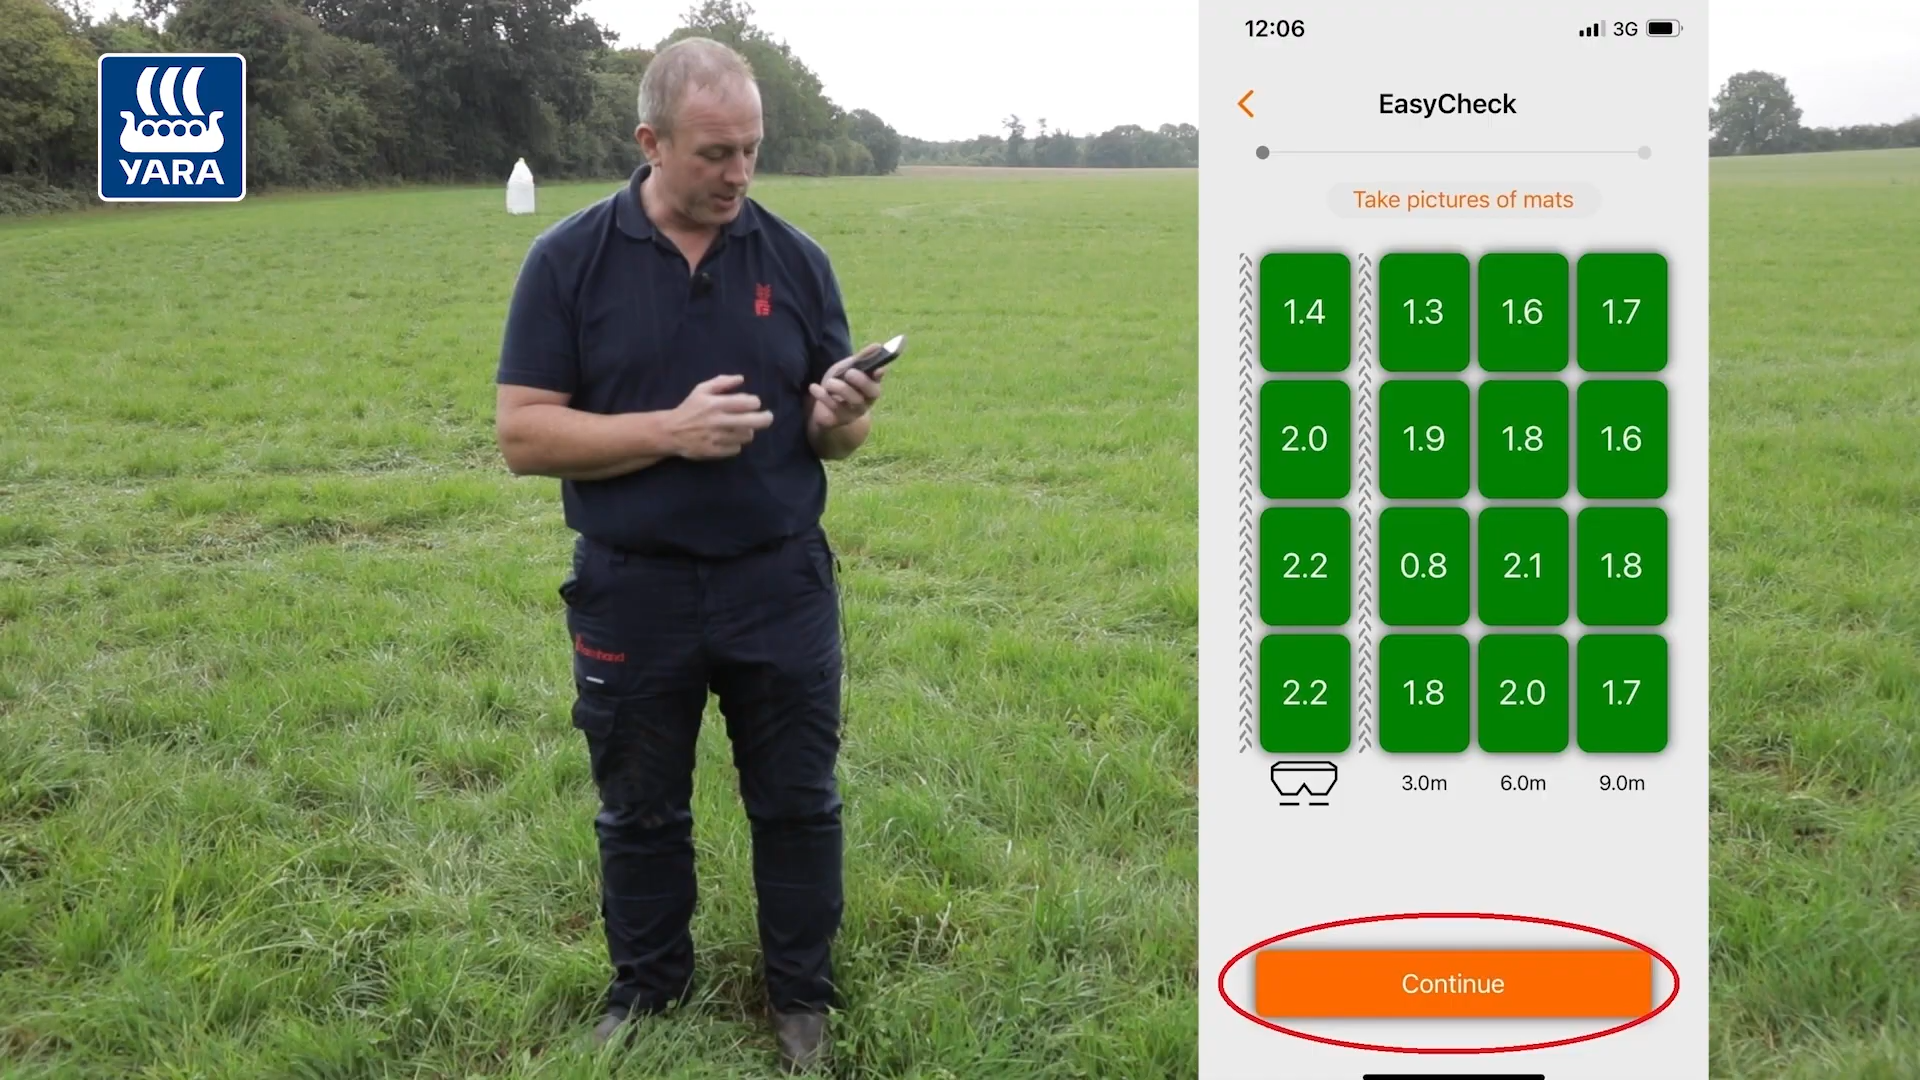 YARA
12:06
3G
EasyCheck
Take pictures of mats
1.4 1.3 1.6 1.7
2.0 1.9 1.8 1.6
2.2 0.8 2.1 1.8
2.2 1.8 2.0 1.7
3.0m 6.0m 9.0m
Continue